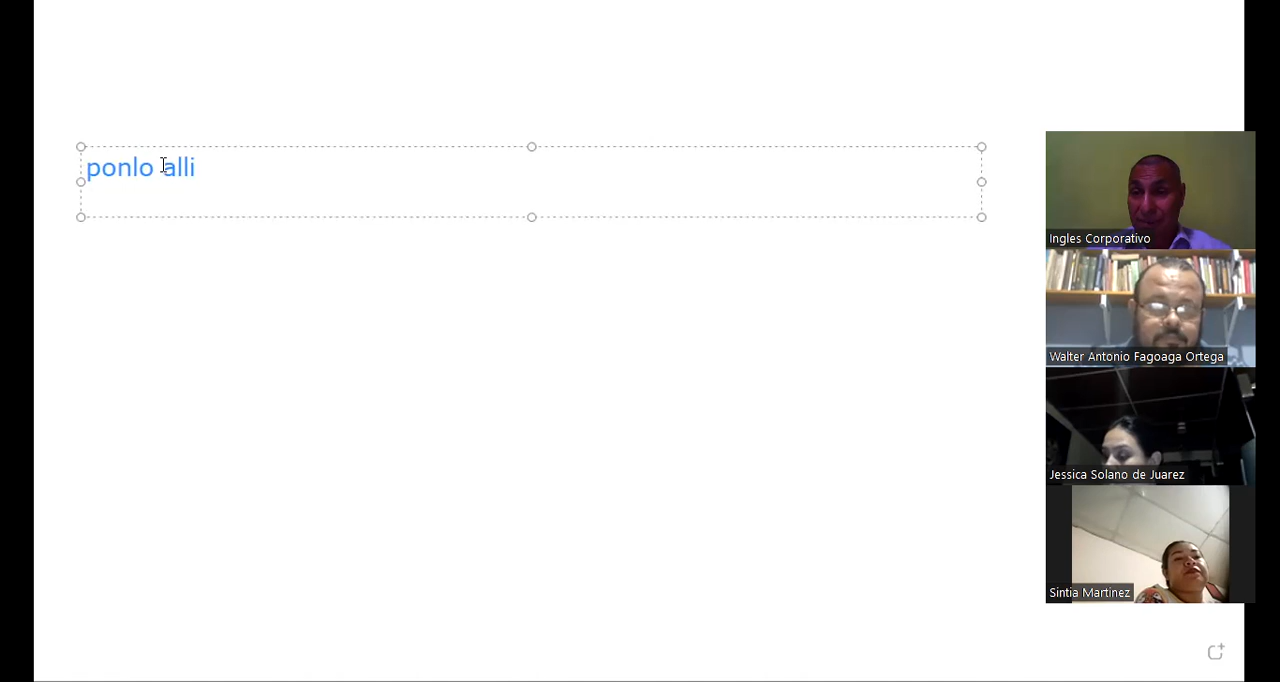 ponlo alli
Ingles Corporativo
Walter Antonio Fagoaga Ortega
Jessica Solano de Juarez
Sintia Martinez